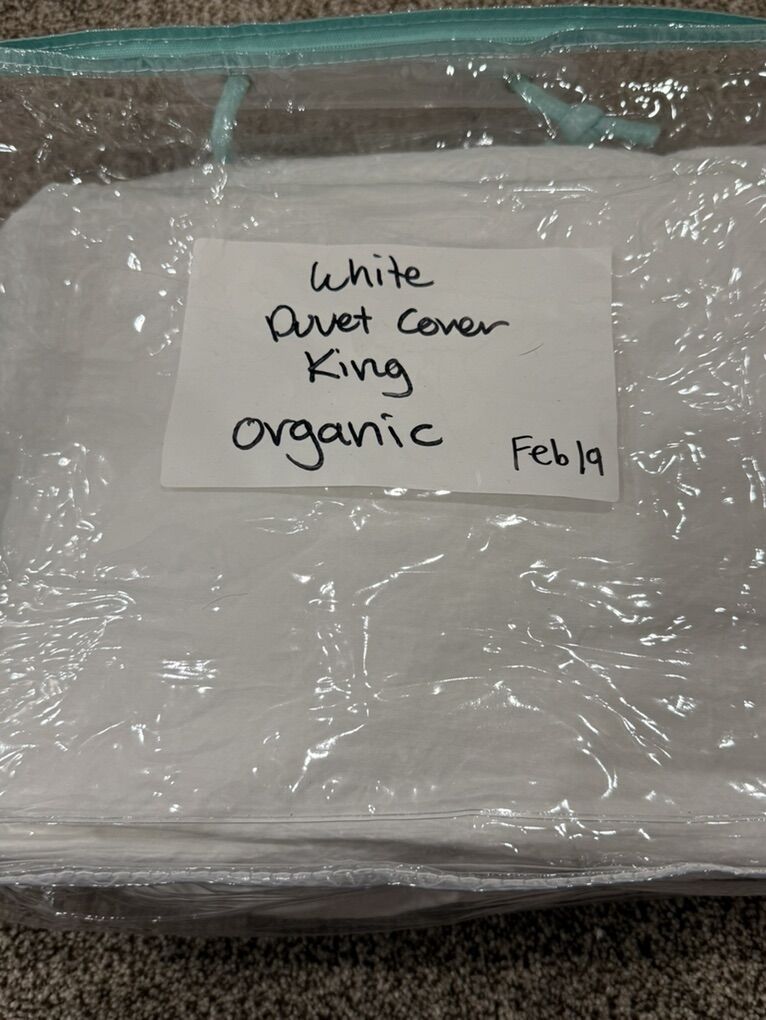 White
Duvet Cover
King
organic
Feb 19